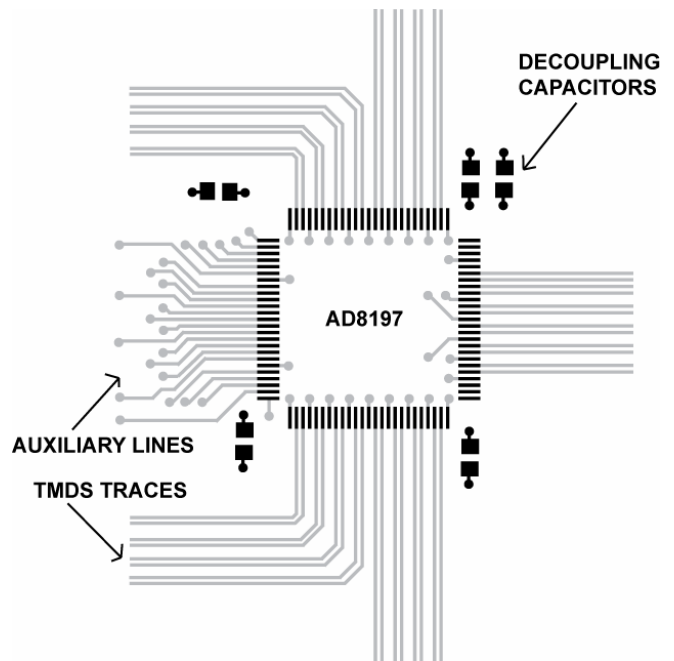 DECOUPLING
CAPACITORS
AD8197
AUXILIARY LINES
TMDS TRACES